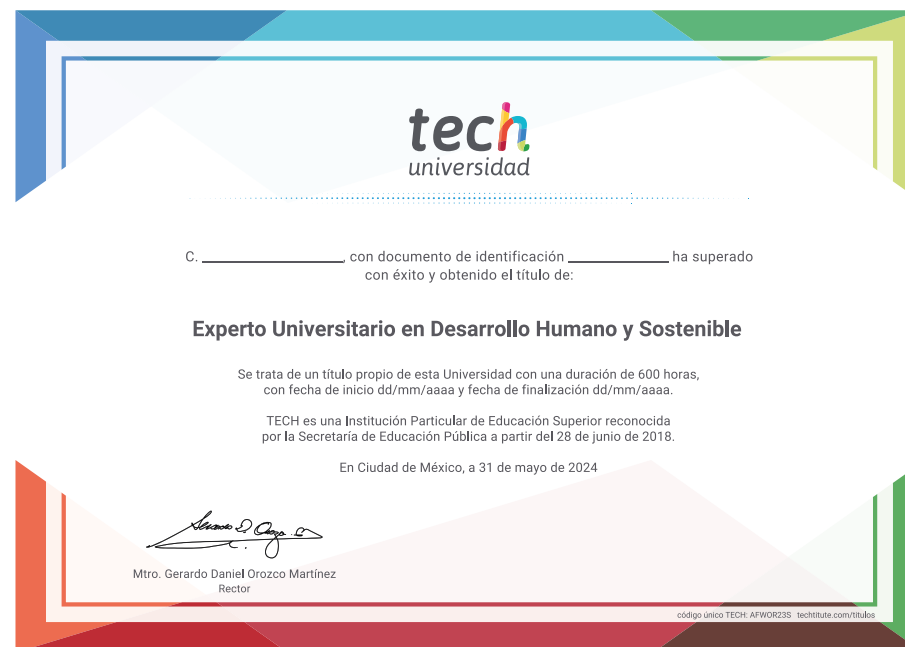 tech
universidad
C. ____________________, con documento de identificación ______________ ha superado
con éxito y obtenido el título de:
Experto Universitario en Desarrollo Humano y Sostenible
Se trata de un título propio de esta Universidad con una duración de 600 horas,
con fecha de inicio dd/mm/aaaa y fecha de finalización dd/mm/aaaa.
TECH es una Institución Particular de Educación Superior reconocida
por la Secretaría de Educación Pública a partir del 28 de junio de 2018.
En Ciudad de México, a 31 de mayo de 2024
Mtro. Gerardo Daniel Orozco Martínez
Rector
código único TECH: AFWOR23S techtitute.com/titulos